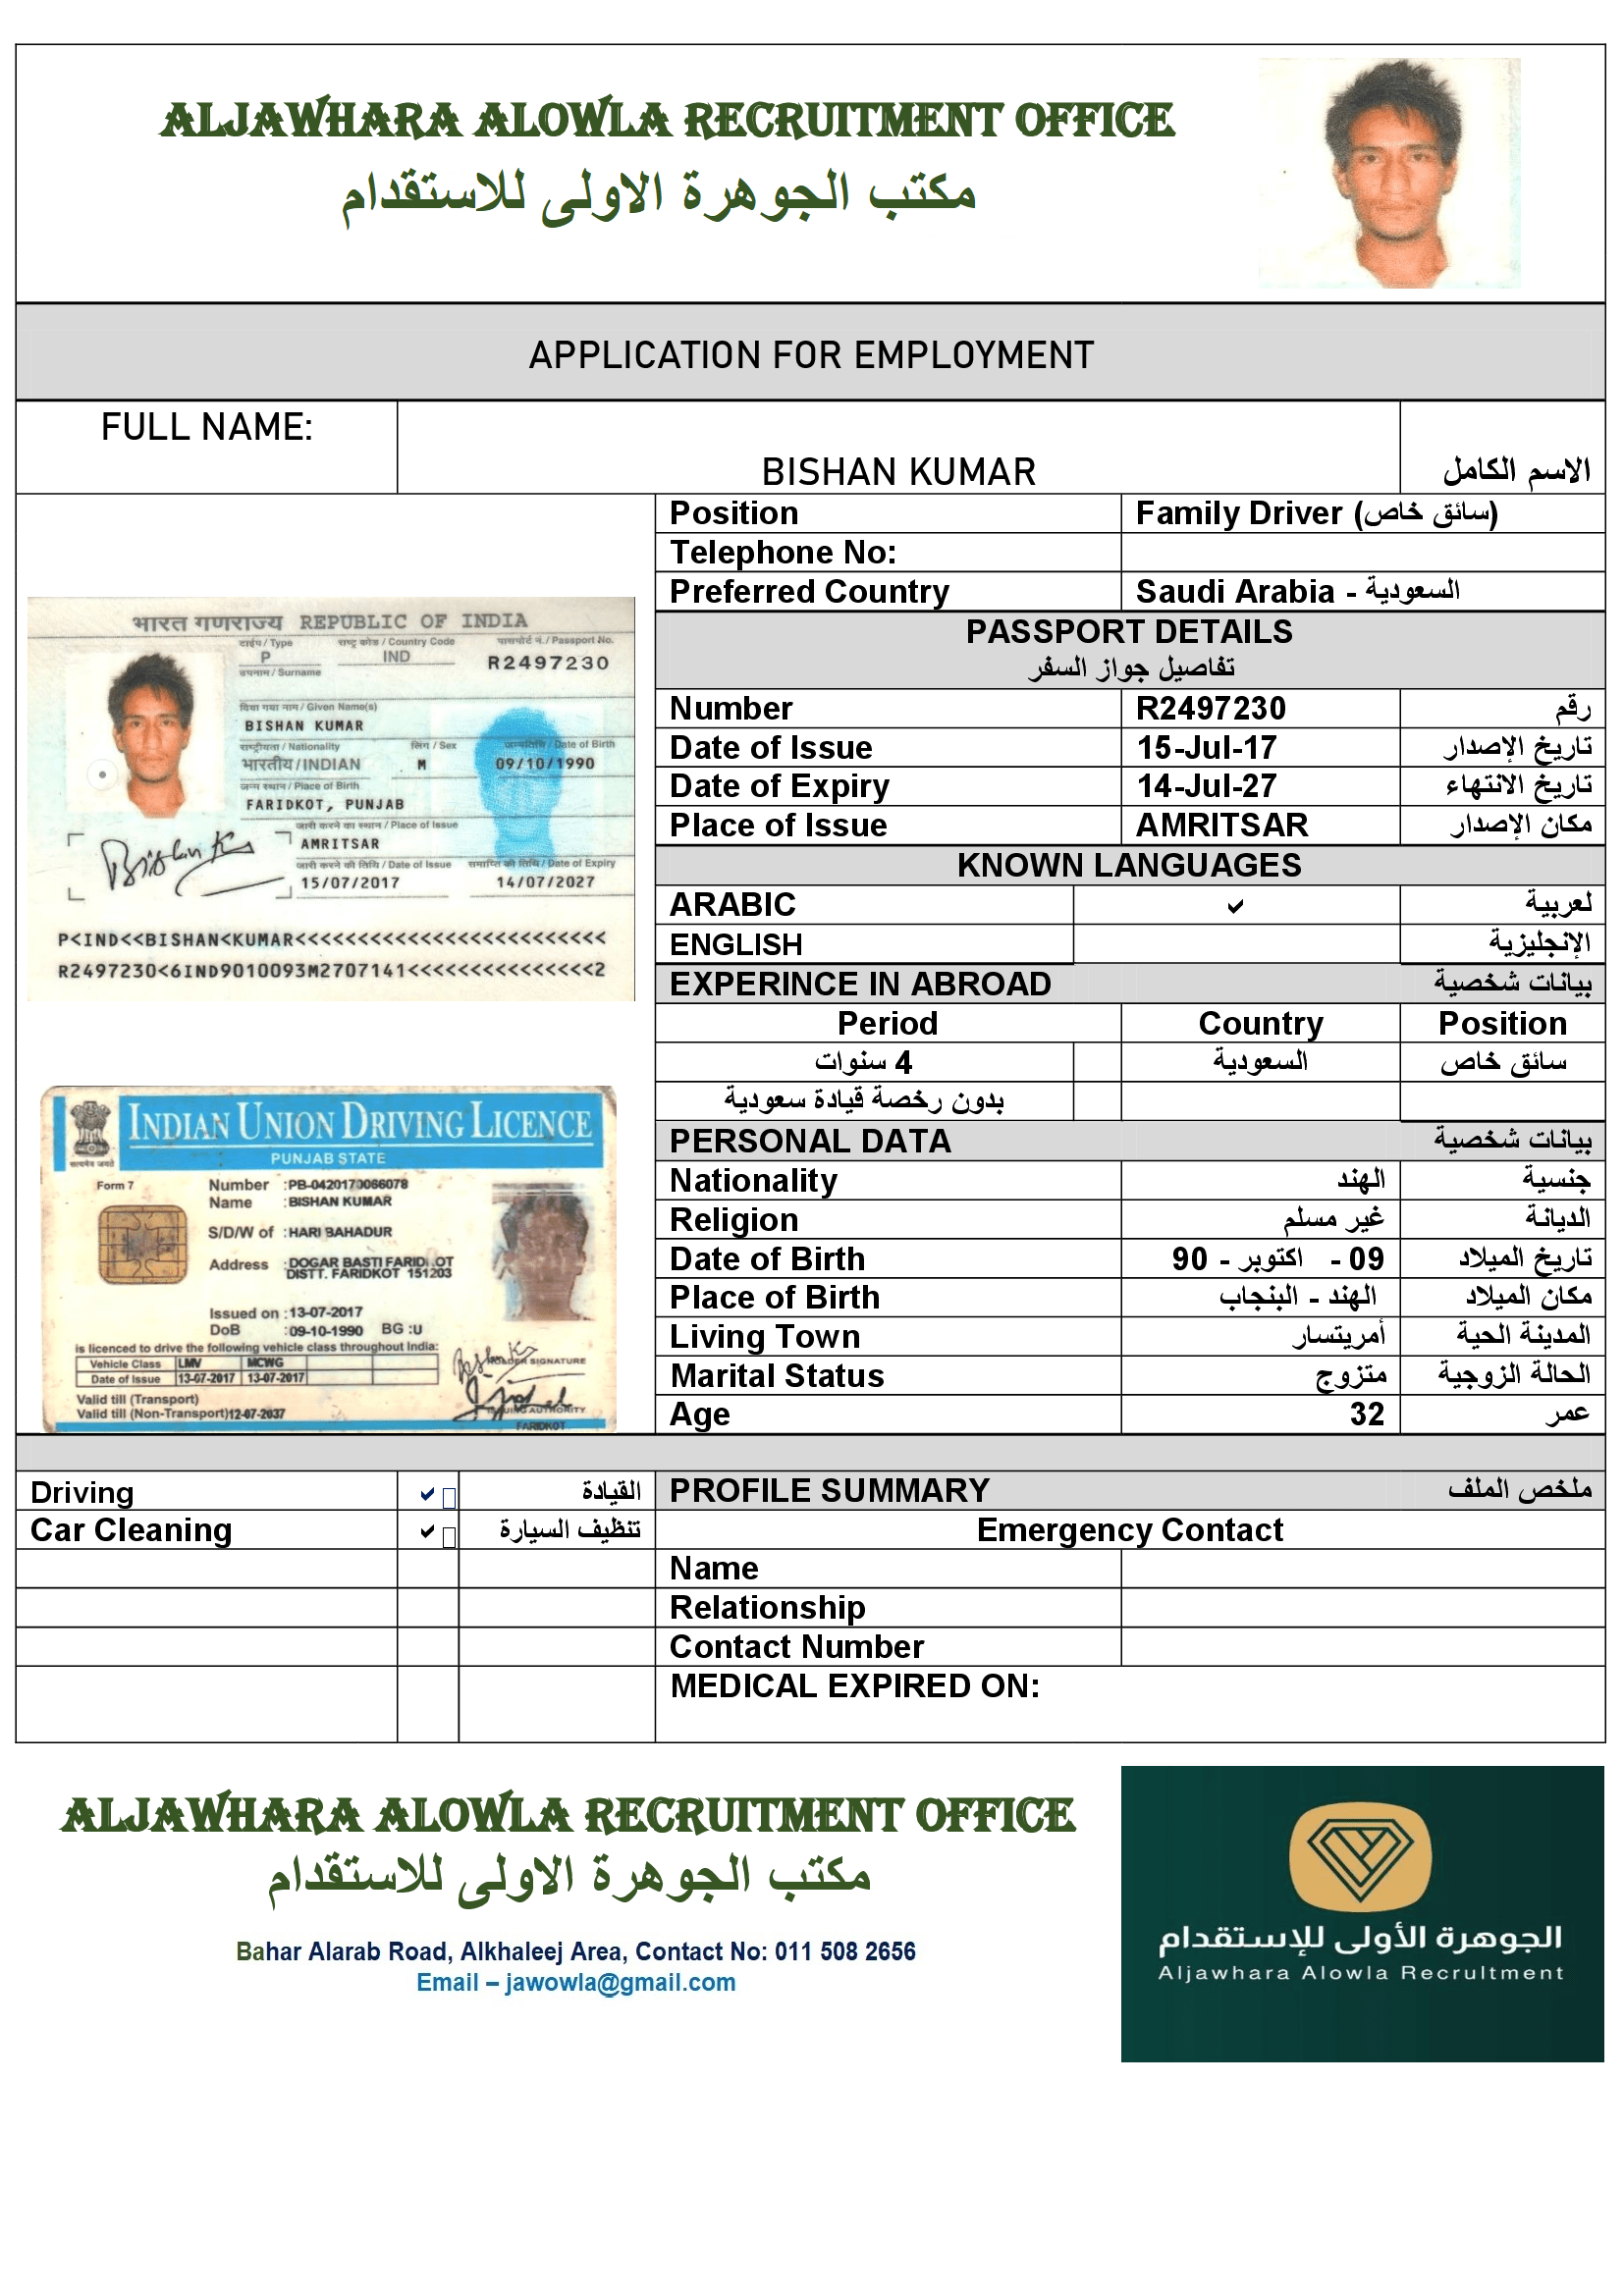 ALJAWHARA ALOWLA RECRUITMENT OFFICE
مكتب الجوهرة الاولى للاستقدام
APPLICATION FOR EMPLOYMENT
FULL NAME:
BISHAN KUMAR
الاسم الكامل
Position Family Driver (سائق خاص)
Telephone No:
Preferred Country Saudi Arabia - السعودية
PASSPORT DETAILS
تفاصيل جواز السفر
Number R2497230 رقم
Date of Issue 15-Jul-17 تاريخ الإصدار
Date of Expiry 14-Jul-27 تاريخ الانتهاء
Place of Issue AMRITSAR مكان الإصدار
KNOWN LANGUAGES
ARABIC لعربية
ENGLISH الإنجليزية
EXPERINCE IN ABROAD بيانات شخصية
Period Country Position
4 سنوات السعودية سائق خاص
بدون رخصة قيادة سعودية
PERSONAL DATA بيانات شخصية
Nationality الهند جنسية
Religion غير مسلم الديانة
Date of Birth 09 - اكتوبر - 90 تاريخ الميلاد
Place of Birth الهند - البنجاب مكان الميلاد
Living Town أمريتسار المدينة الحية
Marital Status متزوج الحالة الزوجية
Age 32 عمر
भारत गणराज्य REPUBLIC OF INDIA
टाईप / Type राष्ट्र कोड / Country Code पासपोर्ट नं. / Passport No.
P IND R2497230
उपनाम / Surname
दिया गया नाम / Given Name(s)
BISHAN KUMAR
राष्ट्रीयता / Nationality लिंग / Sex जन्मतिथि / Date of Birth
भारतीय / INDIAN M 09/10/1990
जन्म स्थान / Place of Birth
FARIDKOT, PUNJAB
जारी करने का स्थान / Place of Issue
AMRITSAR
जारी करने की तिथि / Date of Issue समाप्ति की तिथि / Date of Expiry
15/07/2017 14/07/2027
Bishan Kr
P<IND<<BISHAN<KUMAR<<<<<<<<<<<<<<<<<<<<<<<<<
R2497230<6IND9010093M2707141<<<<<<<<<<<<<<<2
INDIAN UNION DRIVING LICENCE
PUNJAB STATE
सत्यमेव जयते
Form 7
Number :PB-0420170066078
Name :BISHAN KUMAR
S/D/W of :HARI BAHADUR
Address :DOGAR BASTI
DISTT. FARIDKOT 151203
Issued on :13-07-2017
DoB :09-10-1990 BG :U
is licenced to drive the following vehicle class throughout India:
Vehicle Class LMV MCWG
Date of Issue 13-07-2017 13-07-2017
HOLDER SIGNATURE
Valid till (Transport)
Valid till (Non-Transport)12-07-2037
ISSUING AUTHORITY
FARIDKOT
Driving القيادة
Car Cleaning تنظيف السيارة
PROFILE SUMMARY ملخص الملف
Emergency Contact
Name
Relationship
Contact Number
MEDICAL EXPIRED ON:
ALJAWHARA ALOWLA RECRUITMENT OFFICE
مكتب الجوهرة الاولى للاستقدام
Bahar Alarab Road, Alkhaleej Area, Contact No: 011 508 2656
Email – jawowla@gmail.com
الجوهرة الأولى للإستقدام
Aljawhara Alowla Recruitment